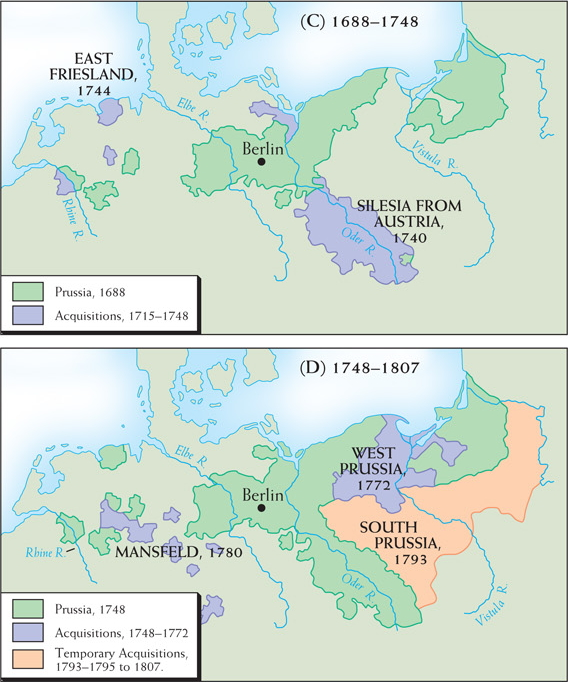 (C) 1688–1748
EAST
FRIESLAND,
1744
Elbe R.
Berlin
Vistula R.
Rhine R.
SILESIA FROM
AUSTRIA,
1740
Oder R.
Prussia, 1688
Acquisitions, 1715–1748
(D) 1748–1807
WEST
PRUSSIA,
1772
Elbe R.
Berlin
SOUTH
PRUSSIA,
1793
Rhine R.
MANSFELD, 1780
Oder R.
Vistula R.
Prussia, 1748
Acquisitions, 1748–1772
Temporary Acquisitions,
1793–1795 to 1807.